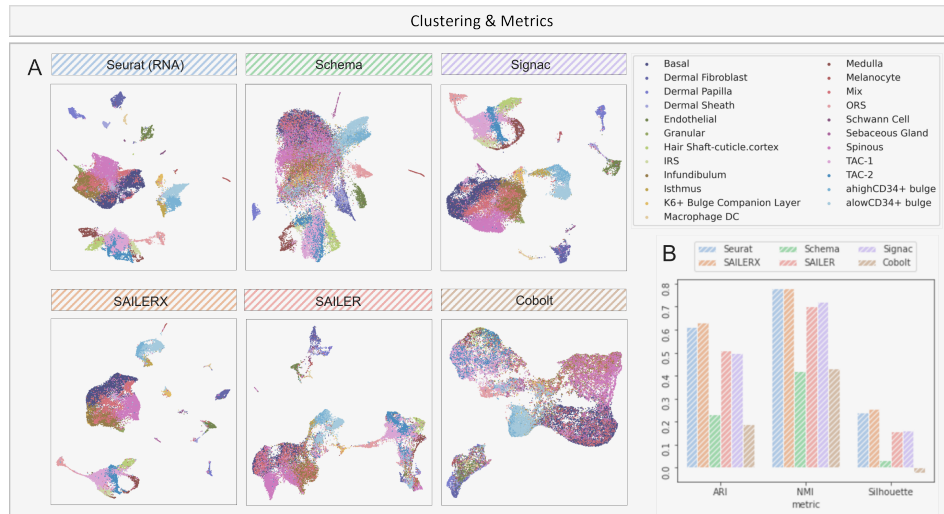 Clustering & Metrics
A
Seurat (RNA)
Schema
Signac
SAILERX
SAILER
Cobolt
Basal
Dermal Fibroblast
Dermal Papilla
Dermal Sheath
Endothelial
Granular
Hair Shaft-cuticle.cortex
IRS
Infundibulum
Isthmus
K6+ Bulge Companion Layer
Macrophage DC
Medulla
Melanocyte
Mix
ORS
Schwann Cell
Sebaceous Gland
Spinous
TAC-1
TAC-2
ahighCD34+ bulge
alowCD34+ bulge
B
Seurat
SAILERX
Schema
SAILER
Signac
Cobolt
0.8
0.7
0.6
0.5
0.4
0.3
0.2
0.1
0.0
ARI
NMI
Silhouette
metric